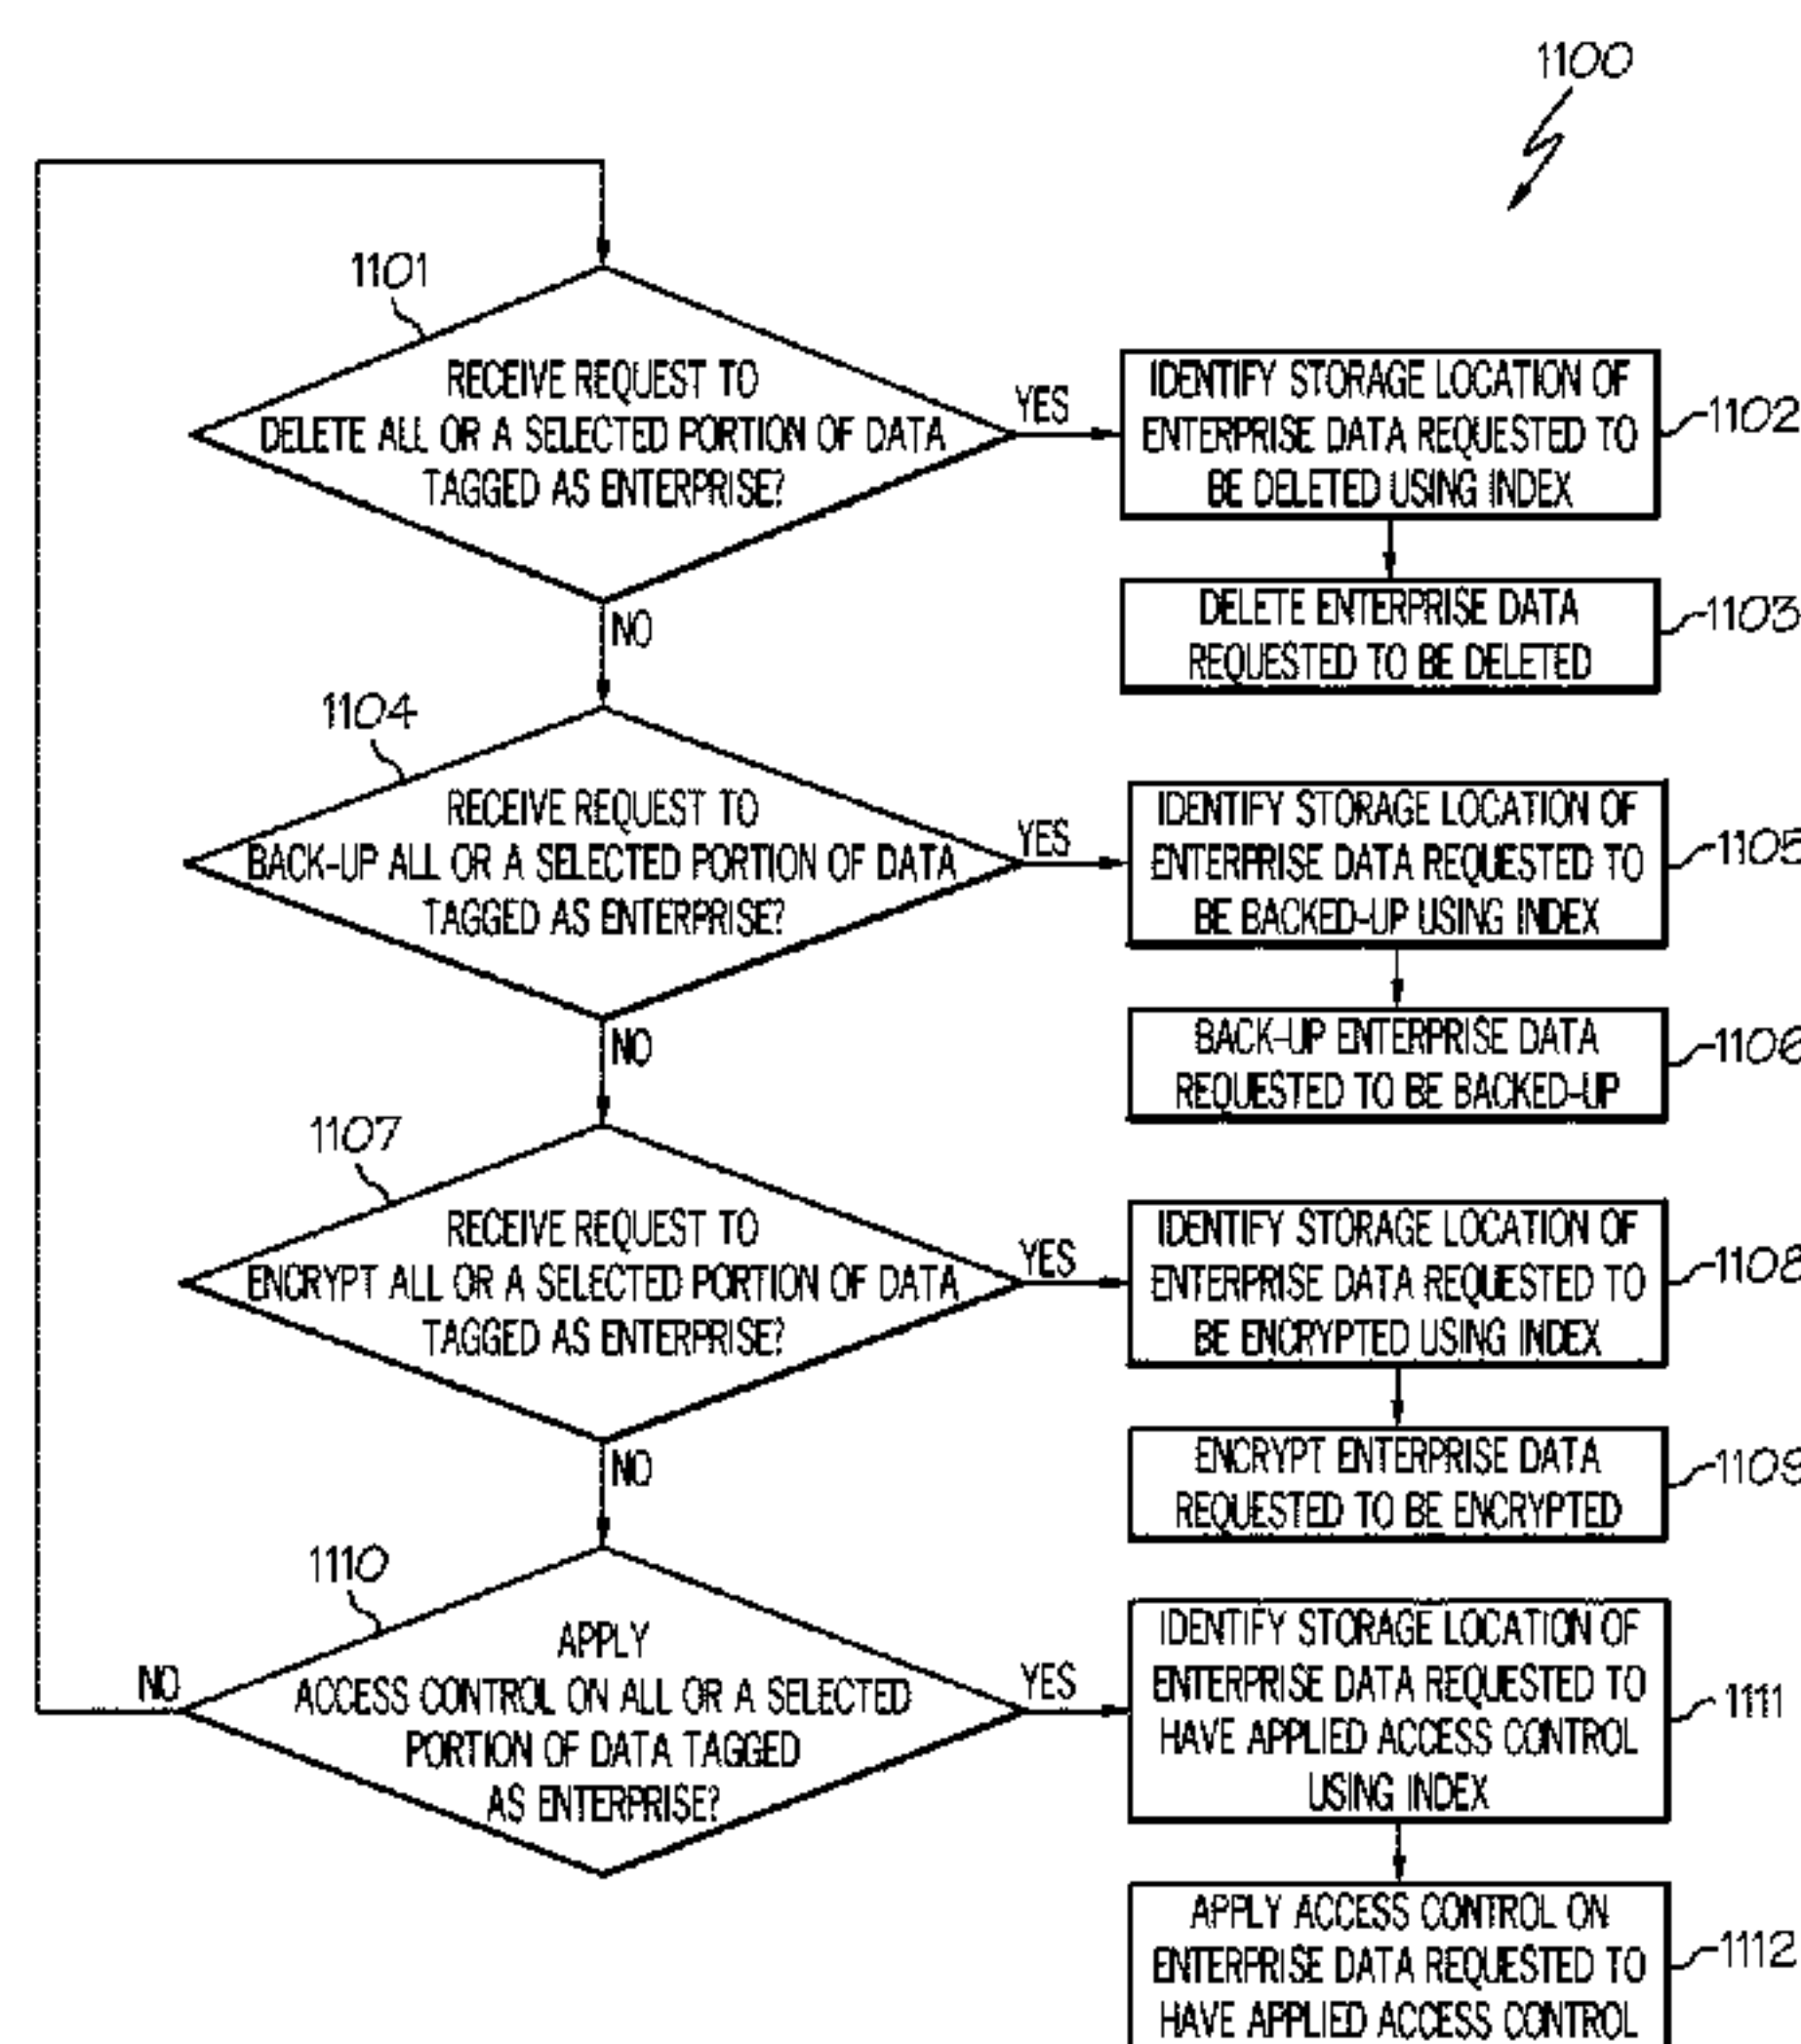 1100
1101
RECEIVE REQUEST TO
DELETE ALL OR A SELECTED PORTION OF DATA
TAGGED AS ENTERPRISE?
YES
IDENTIFY STORAGE LOCATION OF
ENTERPRISE DATA REQUESTED TO
BE DELETED USING INDEX
1102
DELETE ENTERPRISE DATA
REQUESTED TO BE DELETED
1103
NO
1104
RECEIVE REQUEST TO
BACK-UP ALL OR A SELECTED PORTION OF DATA
TAGGED AS ENTERPRISE?
YES
IDENTIFY STORAGE LOCATION OF
ENTERPRISE DATA REQUESTED TO
BE BACKED-UP USING INDEX
1105
BACK-UP ENTERPRISE DATA
REQUESTED TO BE BACKED-UP
1106
NO
1107
RECEIVE REQUEST TO
ENCRYPT ALL OR A SELECTED PORTION OF DATA
TAGGED AS ENTERPRISE?
YES
IDENTIFY STORAGE LOCATION OF
ENTERPRISE DATA REQUESTED TO
BE ENCRYPTED USING INDEX
1108
ENCRYPT ENTERPRISE DATA
REQUESTED TO BE ENCRYPTED
1109
NO
1110
APPLY
ACCESS CONTROL ON ALL OR A SELECTED
PORTION OF DATA TAGGED
AS ENTERPRISE?
NO
YES
IDENTIFY STORAGE LOCATION OF
ENTERPRISE DATA REQUESTED TO
HAVE APPLIED ACCESS CONTROL
USING INDEX
1111
APPLY ACCESS CONTROL ON
ENTERPRISE DATA REQUESTED TO
HAVE APPLIED ACCESS CONTROL
1112